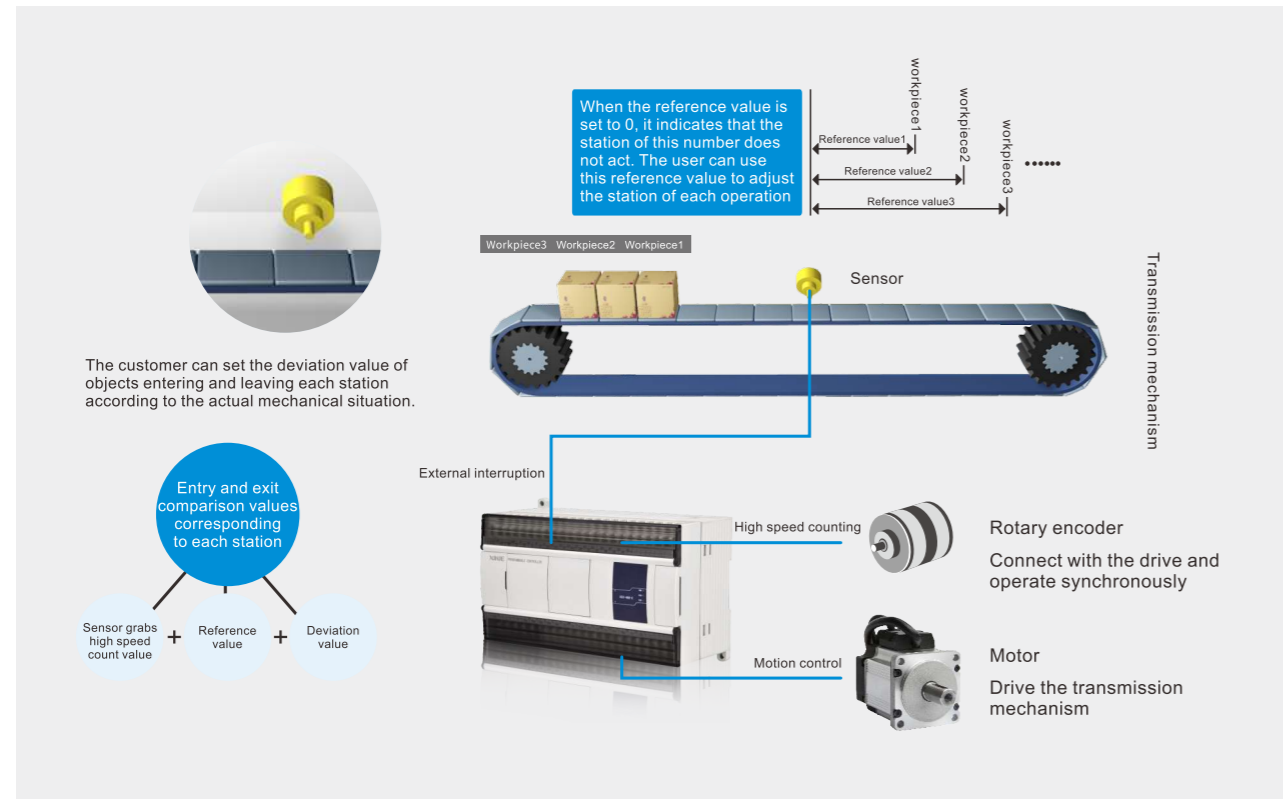 When the reference value is
set to 0, it indicates that the
station of this number does
not act. The user can use
this reference value to adjust
the station of each operation
workpiece1
workpiece2
workpiece3
Reference value1
Reference value2
Reference value3
......
Workpiece3 Workpiece2 Workpiece1
Sensor
Transmission mechanism
The customer can set the deviation value of
objects entering and leaving each station
according to the actual mechanical situation.
External interruption
Entry and exit
comparison values
corresponding
to each station
Sensor grabs
high speed
count value
+
Reference
value
+
Deviation
value
High speed counting
Rotary encoder
Connect with the drive and
operate synchronously
Motion control
Motor
Drive the transmission
mechanism